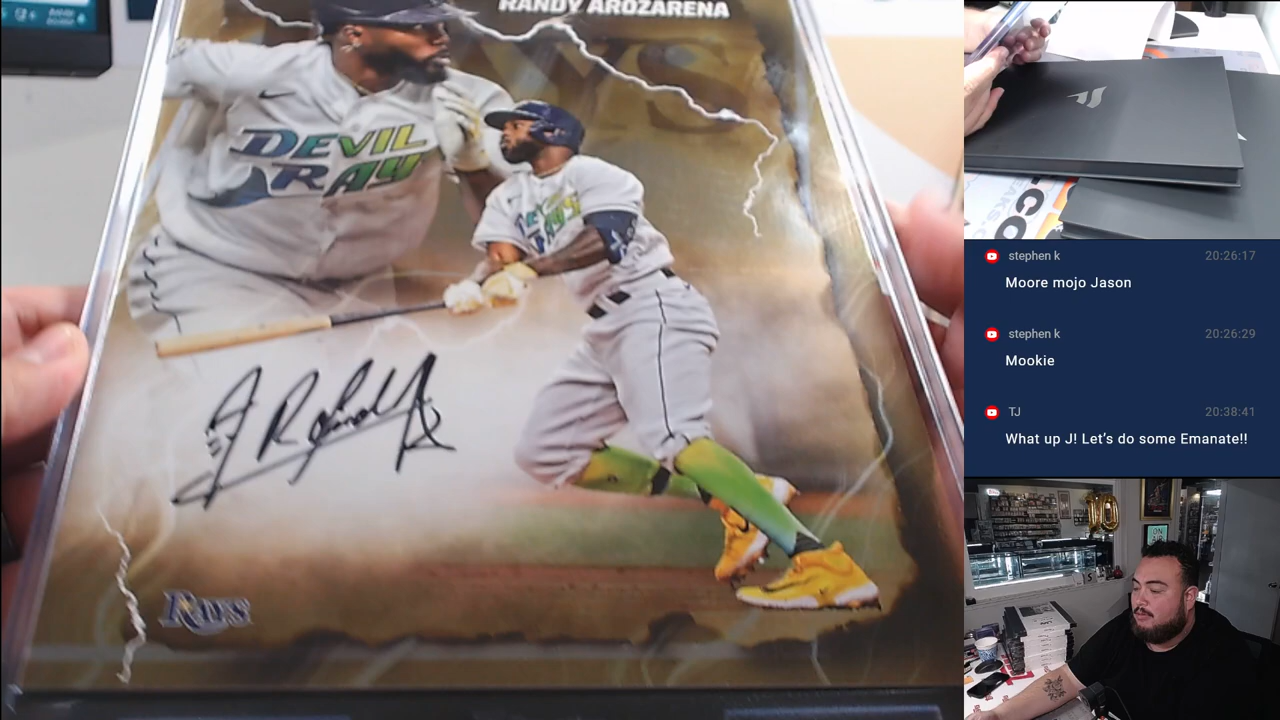 RANDY AROZARENA
DEVIL
RAY
RAYS
stephen k 20:26:17
Moore mojo Jason
stephen k 20:26:29
Mookie
TJ 20:38:41
What up J! Let's do some Emanate!!
10